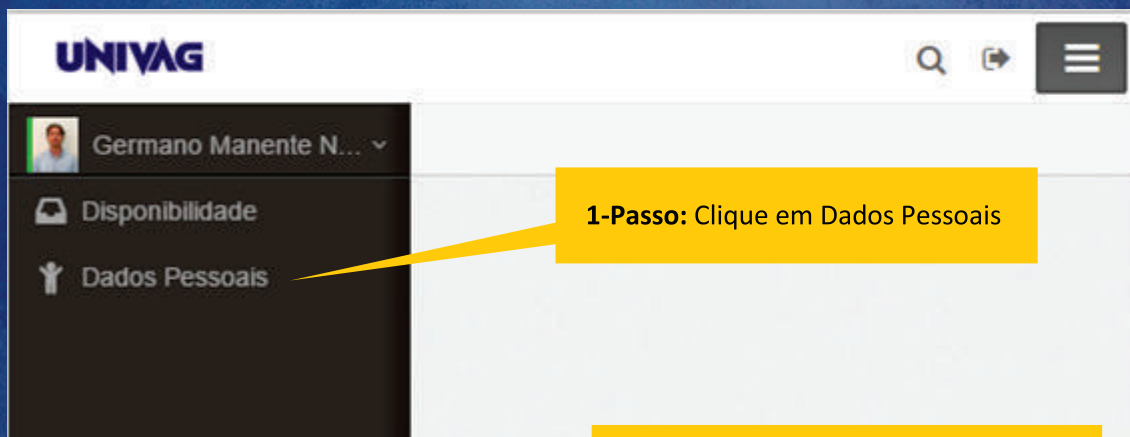 UNIVAG
Germano Manente N...
Disponibilidade
1-Passo: Clique em Dados Pessoais
Dados Pessoais